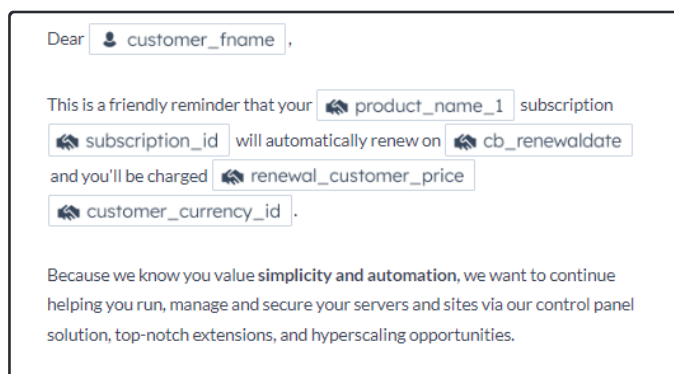 Dear customer_fname ,
This is a friendly reminder that your product_name_1 subscription
subscription_id will automatically renew on cb_renewaldate
and you'll be charged renewal_customer_price
customer_currency_id .
Because we know you value simplicity and automation, we want to continue
helping you run, manage and secure your servers and sites via our control panel
solution, top-notch extensions, and hyperscaling opportunities.